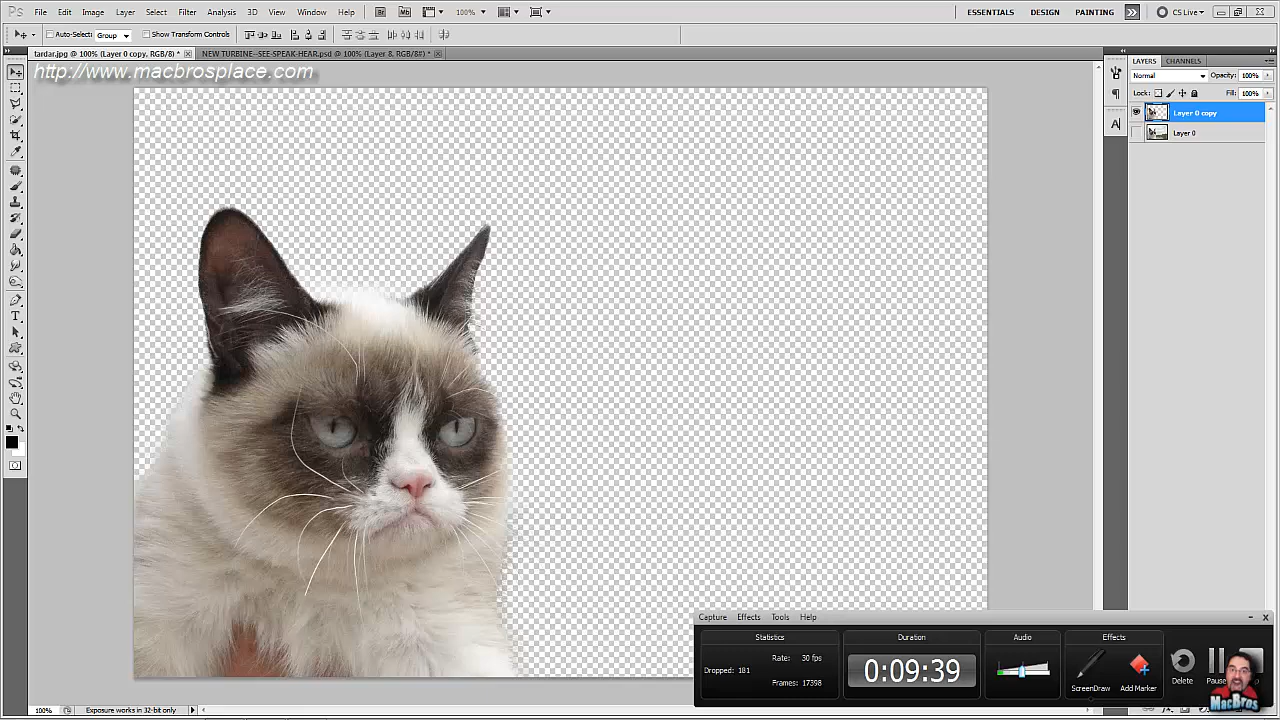 Ps File Edit Image Layer Select Filter Analysis 3D View Window Help Br Mb 100% ESSENTIALS DESIGN PAINTING >> CS Live
Auto-Select: Group Show Transform Controls
tardar.jpg @ 100% (Layer 0 copy, RGB/8) * NEW TURBINE--SEE-SPEAK-HEAR.psd @ 100% (Layer 8, RGB/8#) *
http://www.macbrosplace.com
LAYERS CHANNELS
Normal Opacity: 100%
Lock: Fill: 100%
Layer 0 copy
Layer 0
Capture Effects Tools Help
Statistics Duration Audio Effects
Rate: 30 fps
Dropped: 181
Frames: 17398
0:09:39
ScreenDraw Add Marker Delete Pause
MacBros
100% Exposure works in 32-bit only